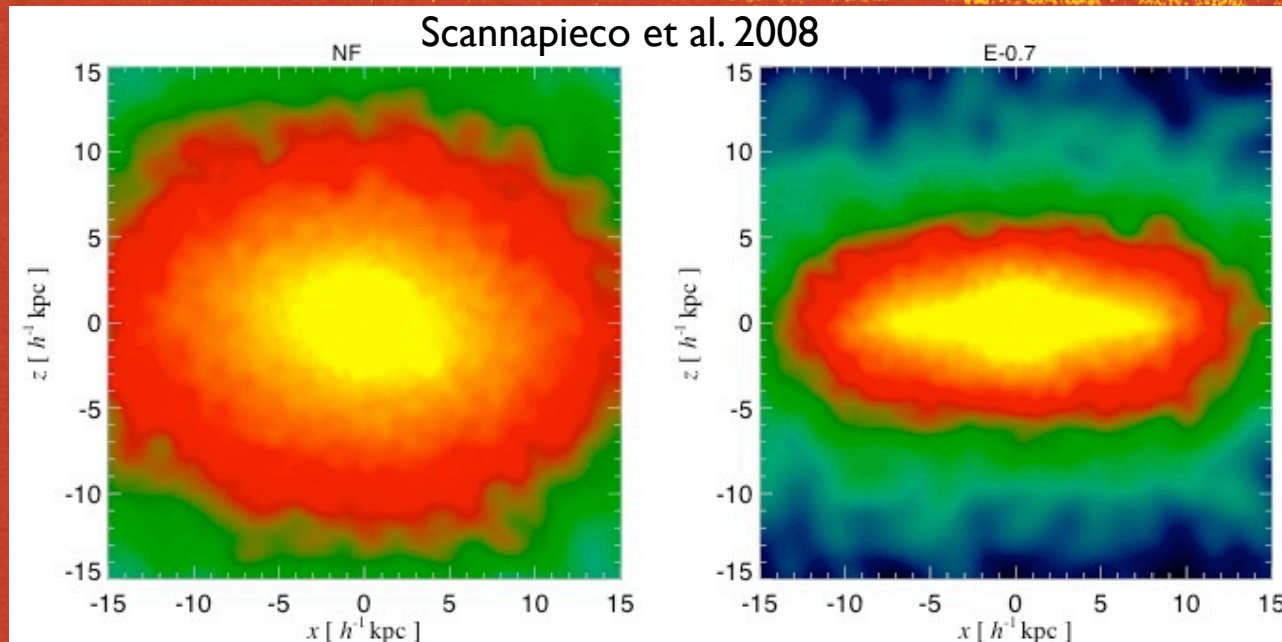 Scannapieco et al. 2008
NF
15
10
5
0
-5
-10
-15
z [ h⁻¹ kpc ]
-15 -10 -5 0 5 10 15
x [ h⁻¹ kpc ]
E-0.7
15
10
5
0
-5
-10
-15
z [ h⁻¹ kpc ]
-15 -10 -5 0 5 10 15
x [ h⁻¹ kpc ]